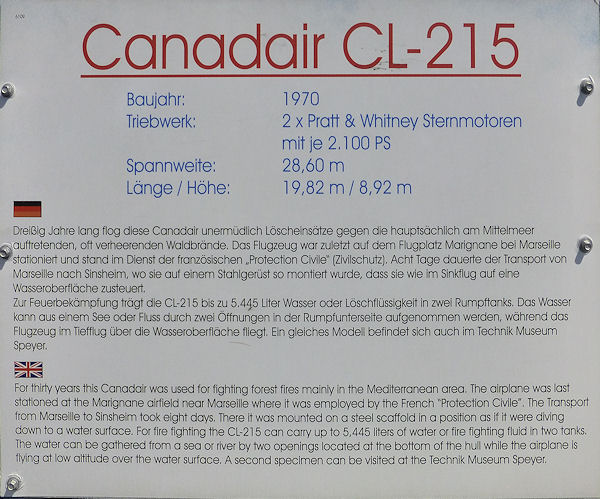 6100
Canadair CL-215
Baujahr: 1970
Triebwerk: 2 x Pratt & Whitney Sternmotoren
mit je 2.100 PS
Spannweite: 28,60 m
Länge / Höhe: 19,82 m / 8,92 m
Dreißig Jahre lang flog diese Canadair unermüdlich Löscheinsätze gegen die hauptsächlich am Mittelmeer
auftretenden, oft verheerenden Waldbrände. Das Flugzeug war zuletzt auf dem Flugplatz Marignane bei Marseille
stationiert und stand im Dienst der französischen „Protection Civile" (Zivilschutz). Acht Tage dauerte der Transport von
Marseille nach Sinsheim, wo sie auf einem Stahlgerüst so montiert wurde, dass sie wie im Sinkflug auf eine
Wasseroberfläche zusteuert.
Zur Feuerbekämpfung trägt die CL-215 bis zu 5.445 Liter Wasser oder Löschflüssigkeit in zwei Rumpftanks. Das Wasser
kann aus einem See oder Fluss durch zwei Öffnungen in der Rumpfunterseite aufgenommen werden, während das
Flugzeug im Tiefflug über die Wasseroberfläche fliegt. Ein gleiches Modell befindet sich auch im Technik Museum
Speyer.
For thirty years this Canadair was used for fighting forest fires mainly in the Mediterranean area. The airplane was last
stationed at the Marignane airfield near Marseille where it was employed by the French "Protection Civile". The Transport
from Marseille to Sinsheim took eight days. There it was mounted on a steel scaffold in a position as if it were diving
down to a water surface. For fire fighting the CL-215 can carry up to 5,445 liters of water or fire fighting fluid in two tanks.
The water can be gathered from a sea or river by two openings located at the bottom of the hull while the airplane is
flying at low altitude over the water surface. A second specimen can be visited at the Technik Museum Speyer.